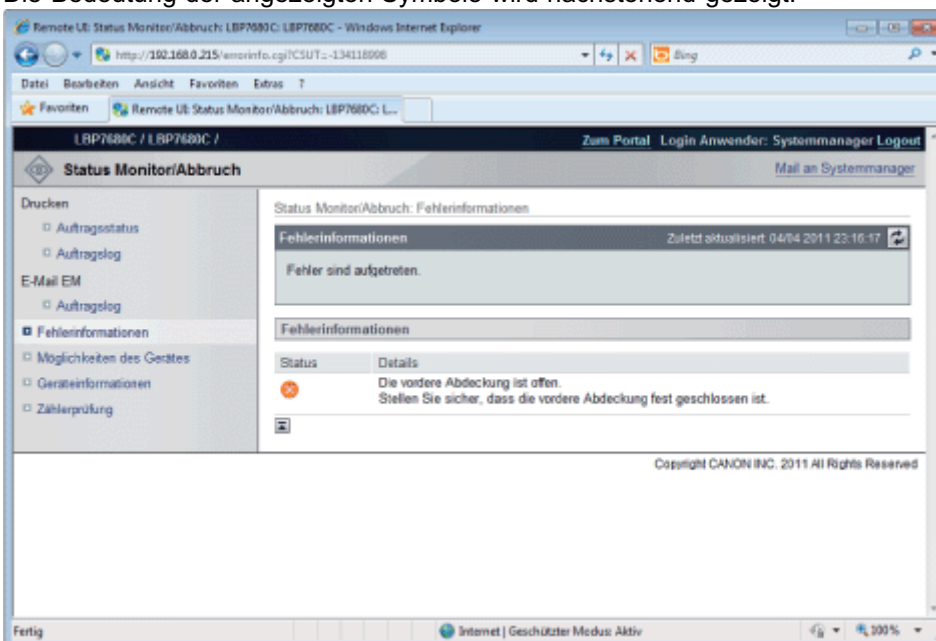 Die Bedeutung der angezeigten Symbole wird nachstehend gezeigt.
Remote UI: Status Monitor/Abbruch: LBP7680C: LBP7680C - Windows Internet Explorer
http://192.168.0.215/errorinfo.cgi?CSUT=-134118998
Bing
Datei Bearbeiten Ansicht Favoriten Extras ?
Favoriten Remote UI: Status Monitor/Abbruch: LBP7680C: L...
LBP7680C / LBP7680C / Zum Portal Login Anwender: Systemmanager Logout
Status Monitor/Abbruch Mail an Systemmanager
Drucken
Auftragsstatus
Auftragslog
E-Mail EM
Auftragslog
Fehlerinformationen
Möglichkeiten des Gerätes
Geräteinformationen
Zählerprüfung
Status Monitor/Abbruch: Fehlerinformationen
Fehlerinformationen Zuletzt aktualisiert: 04/04 2011 23:16:17
Fehler sind aufgetreten.
Fehlerinformationen
Status Details
Die vordere Abdeckung ist offen.
Stellen Sie sicher, dass die vordere Abdeckung fest geschlossen ist.
Copyright CANON INC. 2011 All Rights Reserved
Fertig Internet | Geschützter Modus: Aktiv 100%